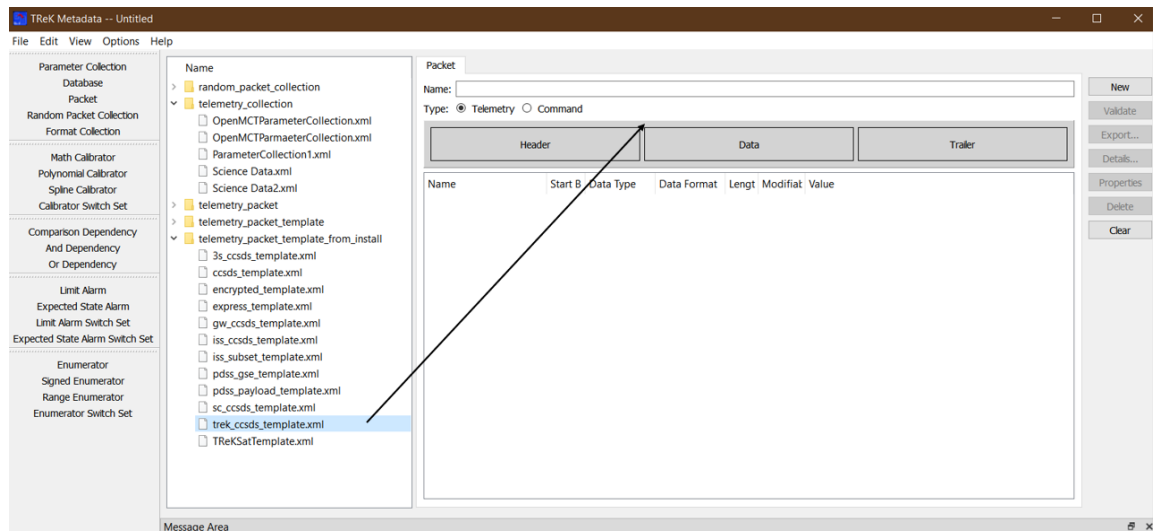 TReK Metadata -- Untitled
File Edit View Options Help
Parameter Collection
Database
Packet
Random Packet Collection
Format Collection
Math Calibrator
Polynomial Calibrator
Spline Calibrator
Calibrator Switch Set
Comparison Dependency
And Dependency
Or Dependency
Limit Alarm
Expected State Alarm
Limit Alarm Switch Set
Expected State Alarm Switch Set
Enumerator
Signed Enumerator
Range Enumerator
Enumerator Switch Set
Name
random_packet_collection
telemetry_collection
OpenMCTParameterCollection.xml
OpenMCTParmaeterCollection.xml
ParameterCollection1.xml
Science Data.xml
Science Data2.xml
telemetry_packet
telemetry_packet_template
telemetry_packet_template_from_install
3s_ccsds_template.xml
ccsds_template.xml
encrypted_template.xml
express_template.xml
gw_ccsds_template.xml
iss_ccsds_template.xml
iss_subset_template.xml
pdss_gse_template.xml
pdss_payload_template.xml
sc_ccsds_template.xml
trek_ccsds_template.xml
TReKSatTemplate.xml
Packet
Name:
Type: Telemetry Command
Header Data Trailer
Name Start B Data Type Data Format Lengt Modifial Value
New
Validate
Export...
Details...
Properties
Delete
Clear
Message Area